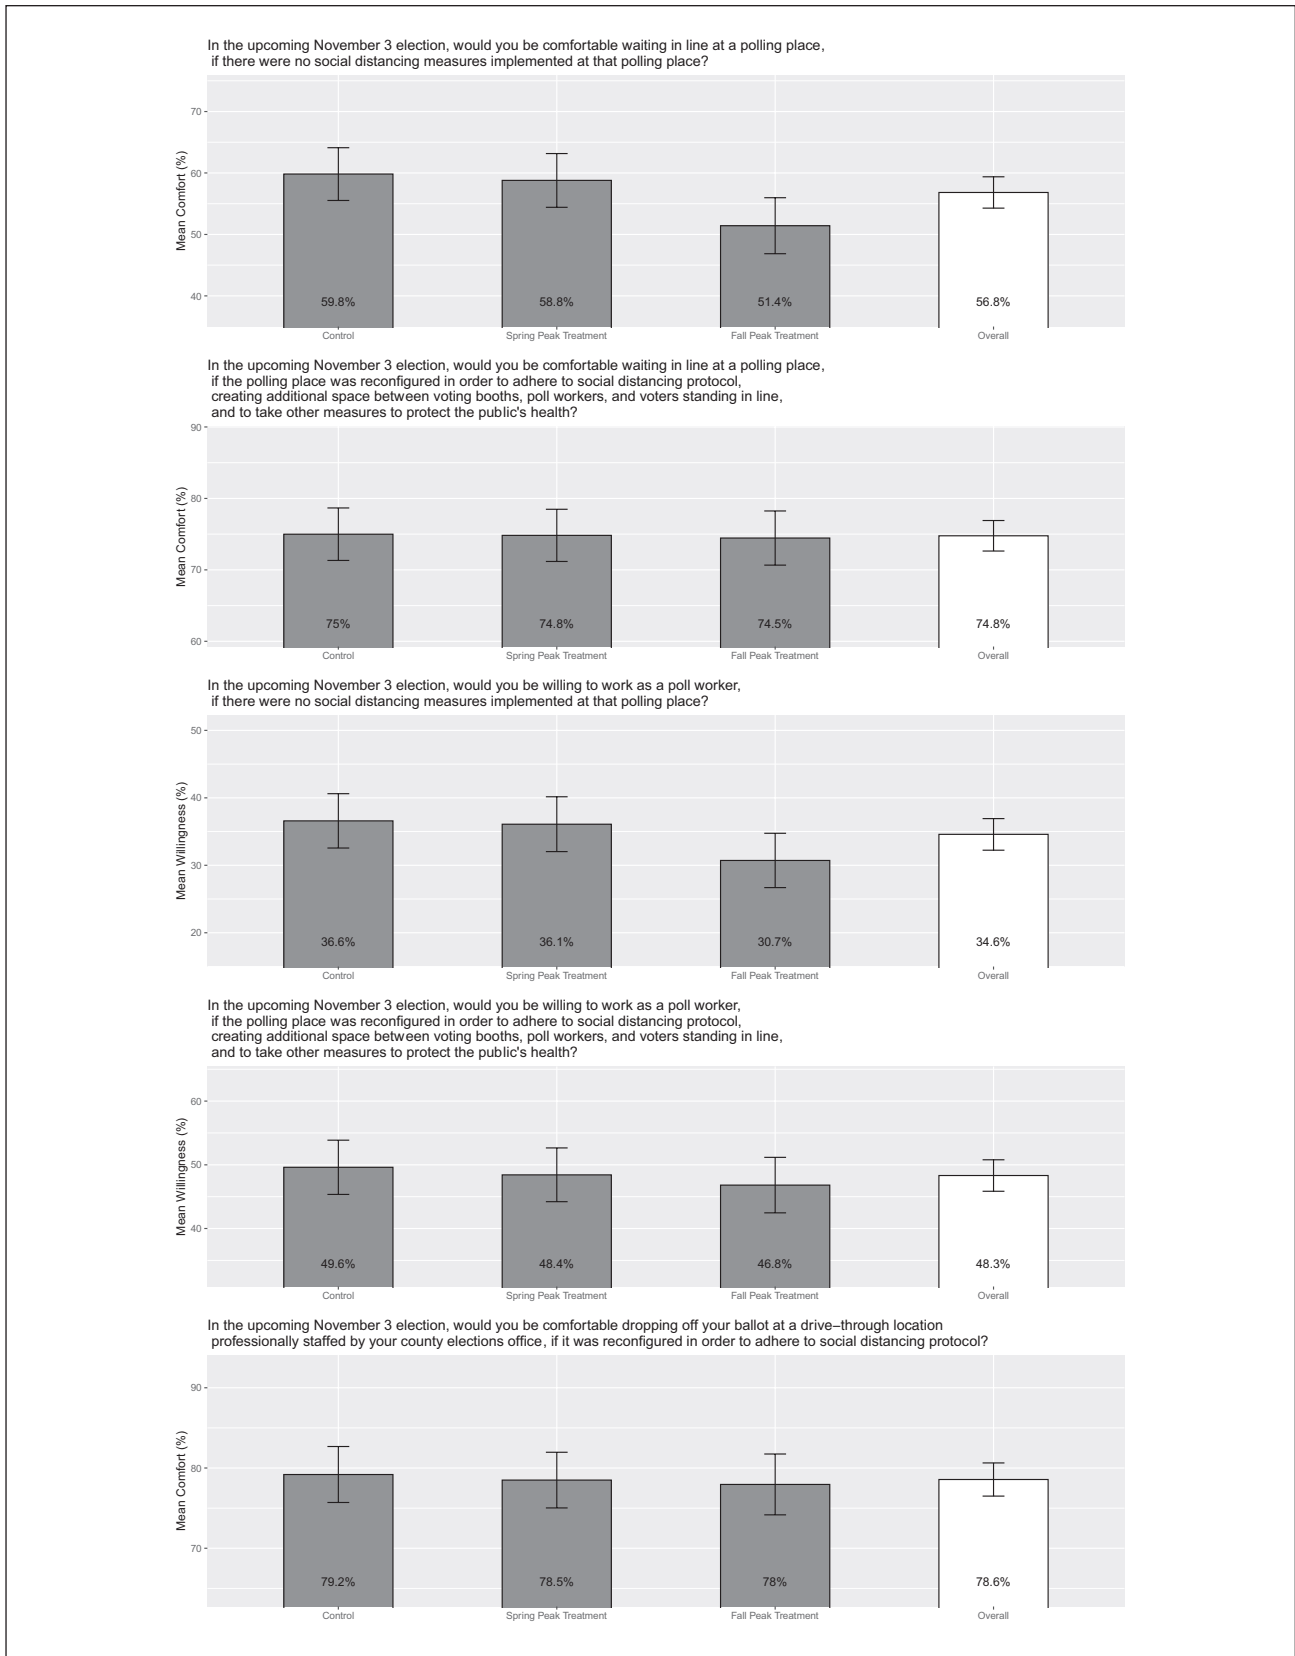 In the upcoming November 3 election, would you be comfortable waiting in line at a polling place,
if there were no social distancing measures implemented at that polling place?
Mean Comfort (%)
70
60
50
40
59.8%
58.8%
51.4%
56.8%
Control
Spring Peak Treatment
Fall Peak Treatment
Overall
In the upcoming November 3 election, would you be comfortable waiting in line at a polling place,
if the polling place was reconfigured in order to adhere to social distancing protocol,
creating additional space between voting booths, poll workers, and voters standing in line,
and to take other measures to protect the public's health?
Mean Comfort (%)
90
80
70
60
75%
74.8%
74.5%
74.8%
Control
Spring Peak Treatment
Fall Peak Treatment
Overall
In the upcoming November 3 election, would you be willing to work as a poll worker,
if there were no social distancing measures implemented at that polling place?
Mean Willingness (%)
50
40
30
20
36.6%
36.1%
30.7%
34.6%
Control
Spring Peak Treatment
Fall Peak Treatment
Overall
In the upcoming November 3 election, would you be willing to work as a poll worker,
if the polling place was reconfigured in order to adhere to social distancing protocol,
creating additional space between voting booths, poll workers, and voters standing in line,
and to take other measures to protect the public's health?
Mean Willingness (%)
60
50
40
49.6%
48.4%
46.8%
48.3%
Control
Spring Peak Treatment
Fall Peak Treatment
Overall
In the upcoming November 3 election, would you be comfortable dropping off your ballot at a drive−through location
professionally staffed by your county elections office, if it was reconfigured in order to adhere to social distancing protocol?
Mean Comfort (%)
90
80
70
79.2%
78.5%
78%
78.6%
Control
Spring Peak Treatment
Fall Peak Treatment
Overall